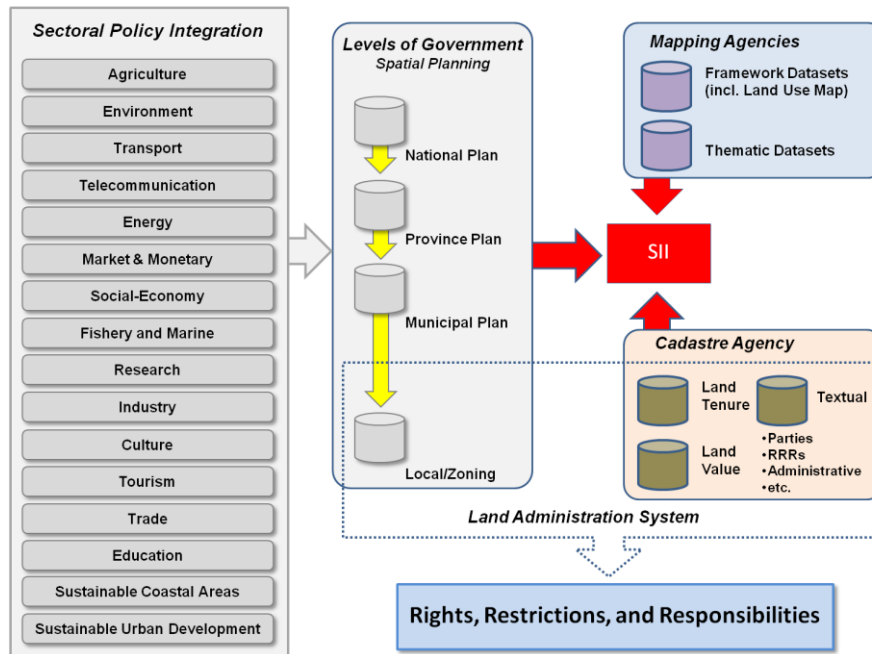 Sectoral Policy Integration
Agriculture
Environment
Transport
Telecommunication
Energy
Market & Monetary
Social-Economy
Fishery and Marine
Research
Industry
Culture
Tourism
Trade
Education
Sustainable Coastal Areas
Sustainable Urban Development
Levels of Government
Spatial Planning
National Plan
Province Plan
Municipal Plan
Local/Zoning
Mapping Agencies
Framework Datasets
(incl. Land Use Map)
Thematic Datasets
SII
Cadastre Agency
Land
Tenure
Textual
Land
Value
•Parties
•RRRs
•Administrative
•etc.
Land Administration System
Rights, Restrictions, and Responsibilities